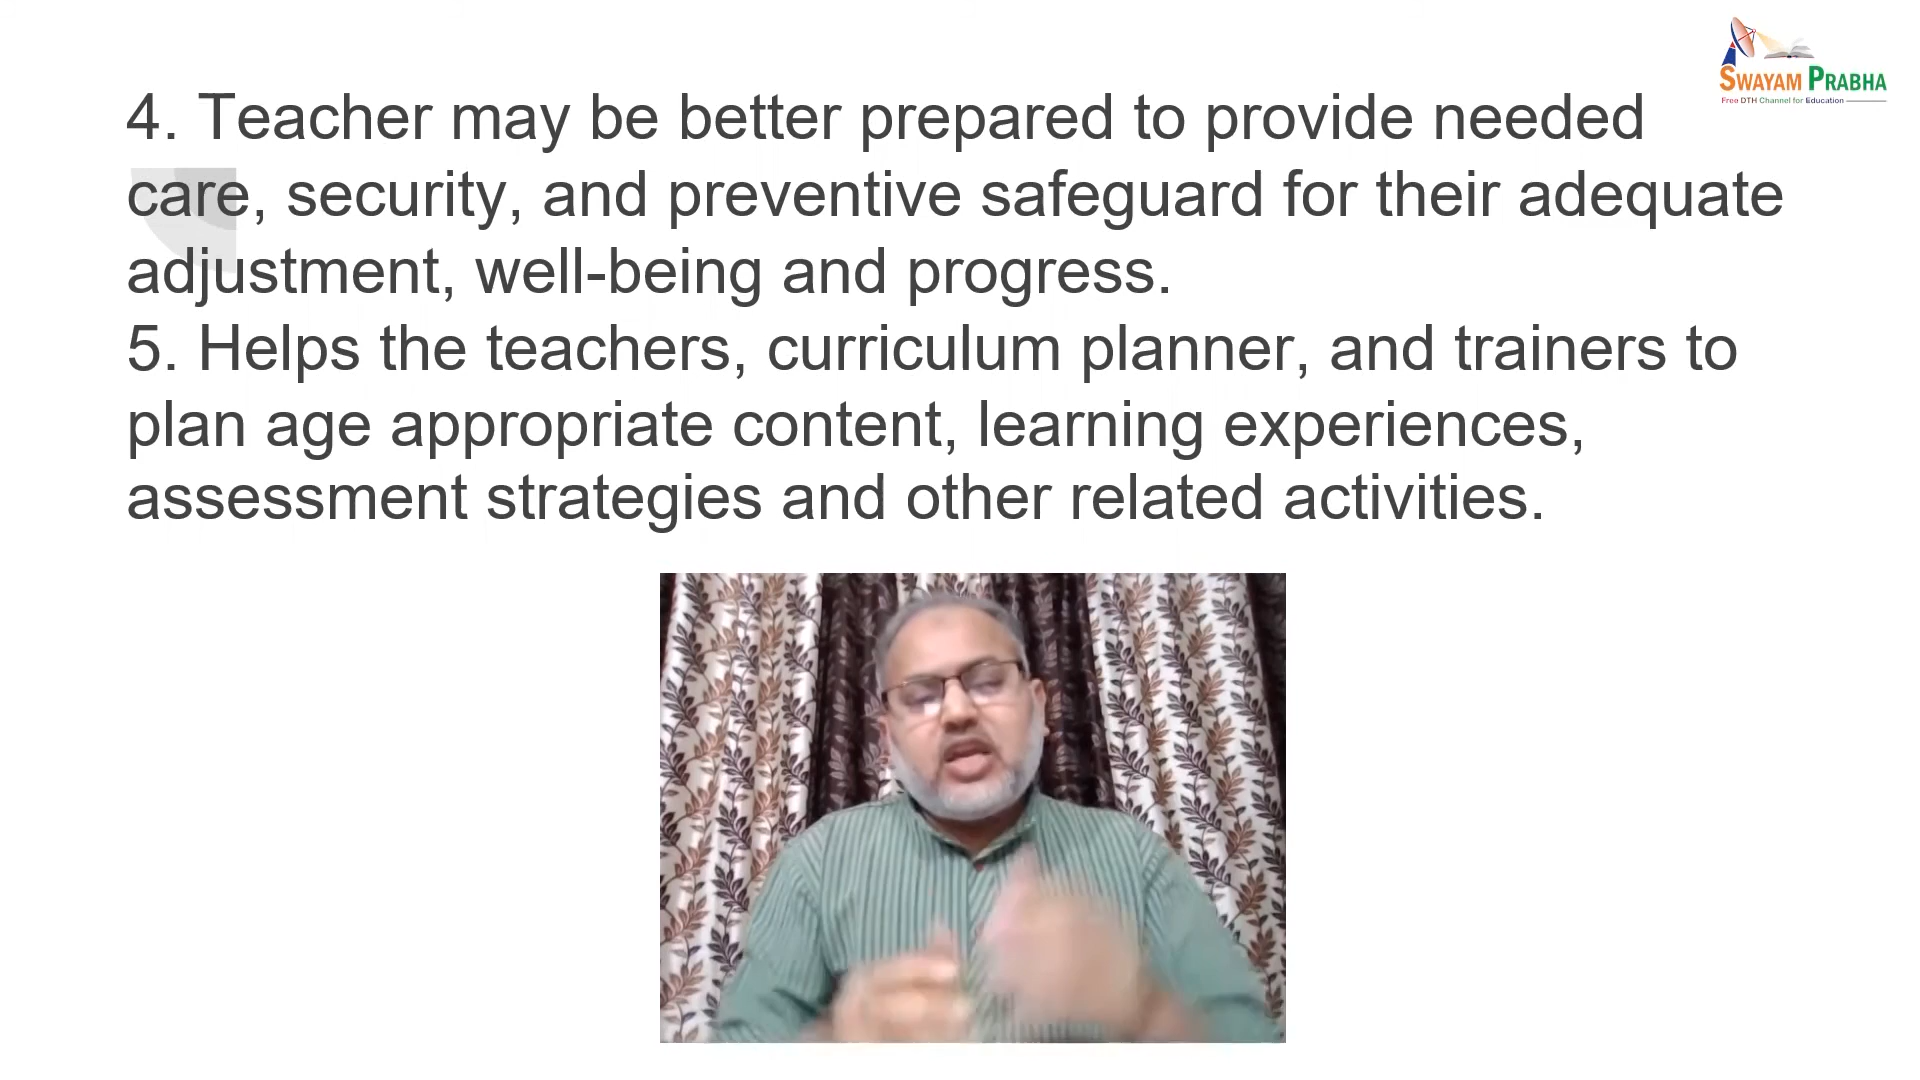 SWAYAM PRABHA
Free DTH Channel for Education
4. Teacher may be better prepared to provide needed
care, security, and preventive safeguard for their adequate
adjustment, well-being and progress.
5. Helps the teachers, curriculum planner, and trainers to
plan age appropriate content, learning experiences,
assessment strategies and other related activities.